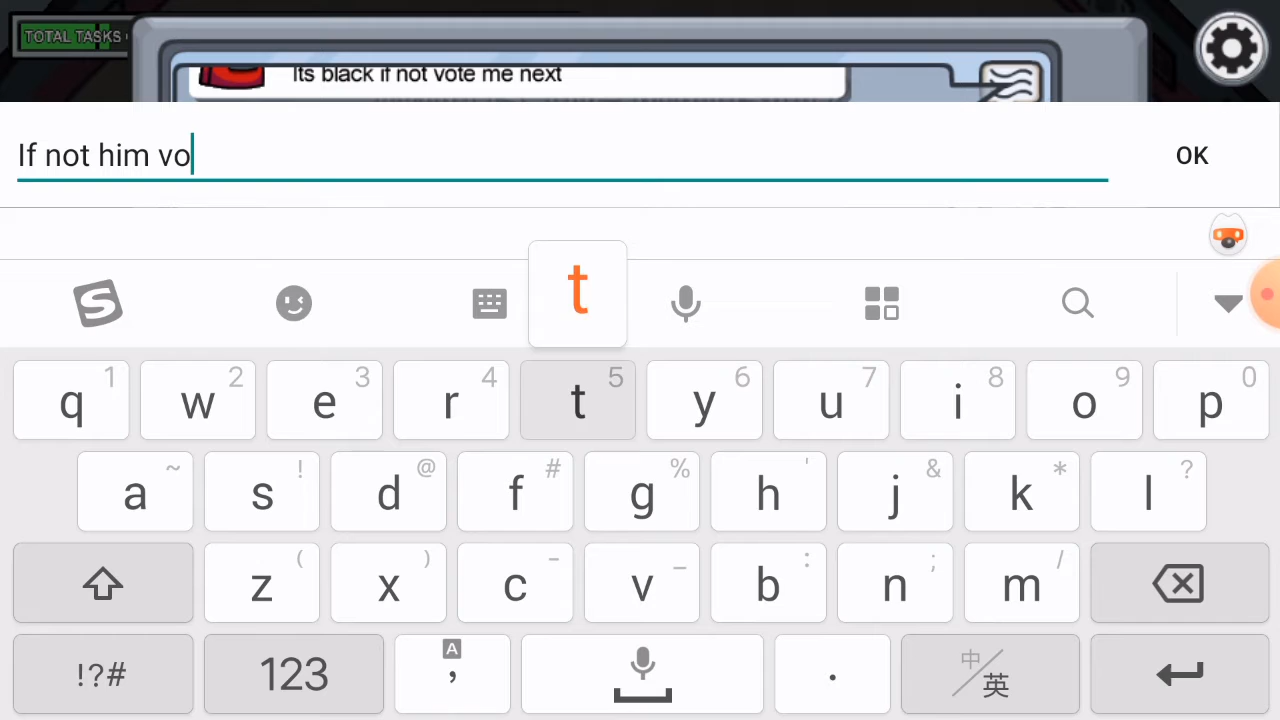 TOTAL TASKS
Its black if not vote me next
If not him vo
OK
t
q 1 w 2 e 3 r 4 t 5 y 6 u 7 i 8 o 9 p 0
a ~ s ! d @ f # g % h ' j & k * l ?
z ( x ) c - v _ b : n ; m /
!?# 123 A , . 中/英